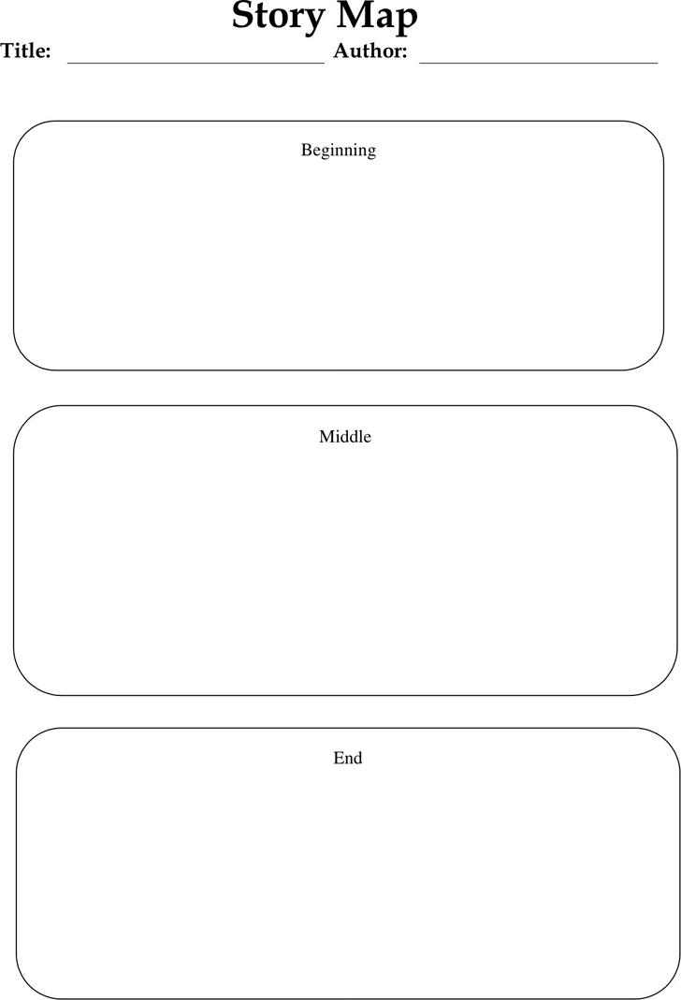 Story Map
Title: Author:
Beginning
Middle
End